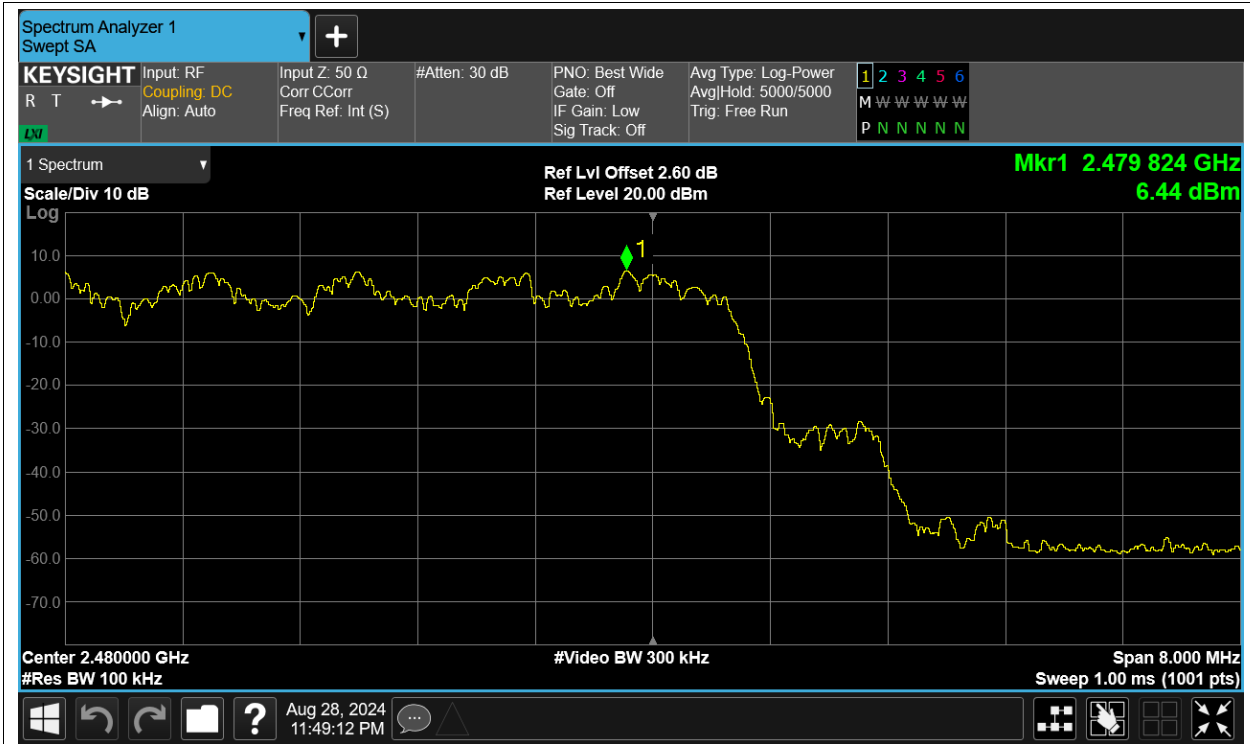 Spectrum Analyzer 1
Swept SA
KEYSIGHT
R T
LXI
Input: RF
Coupling: DC
Align: Auto
Input Z: 50 Ω
Corr CCorr
Freq Ref: Int (S)
#Atten: 30 dB
PNO: Best Wide
Gate: Off
IF Gain: Low
Sig Track: Off
Avg Type: Log-Power
Avg|Hold: 5000/5000
Trig: Free Run
1 2 3 4 5 6
M W W W W W
P N N N N N
1 Spectrum
Scale/Div 10 dB
Log
Ref Lvl Offset 2.60 dB
Ref Level 20.00 dBm
Mkr1 2.479 824 GHz
6.44 dBm
1
10.0
0.00
-10.0
-20.0
-30.0
-40.0
-50.0
-60.0
-70.0
Center 2.480000 GHz
#Res BW 100 kHz
#Video BW 300 kHz
Span 8.000 MHz
Sweep 1.00 ms (1001 pts)
?
Aug 28, 2024
11:49:12 PM